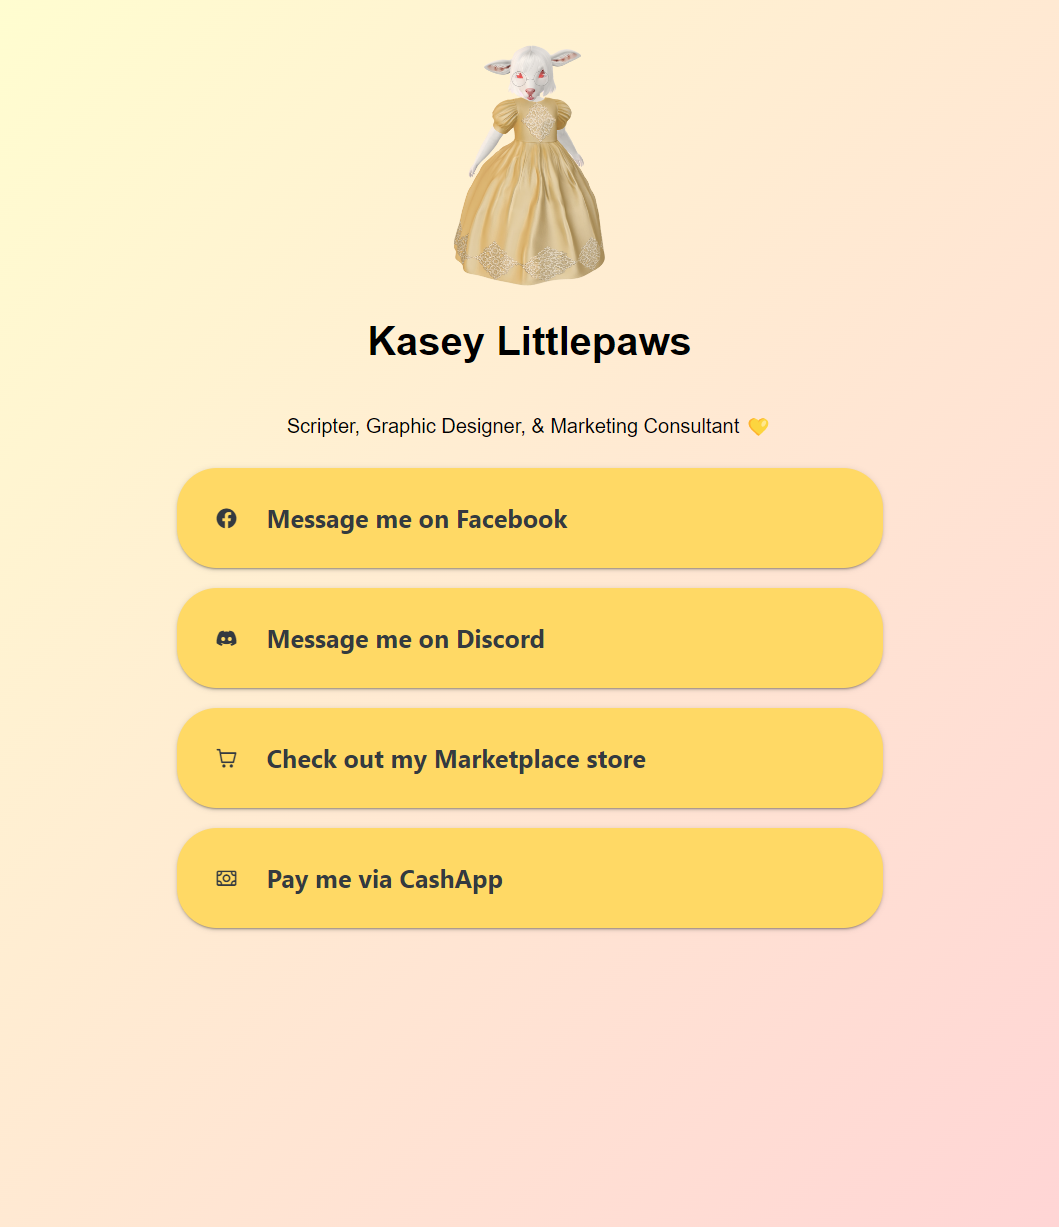 Kasey Littlepaws
Scripter, Graphic Designer, & Marketing Consultant 💛
Message me on Facebook
Message me on Discord
Check out my Marketplace store
Pay me via CashApp